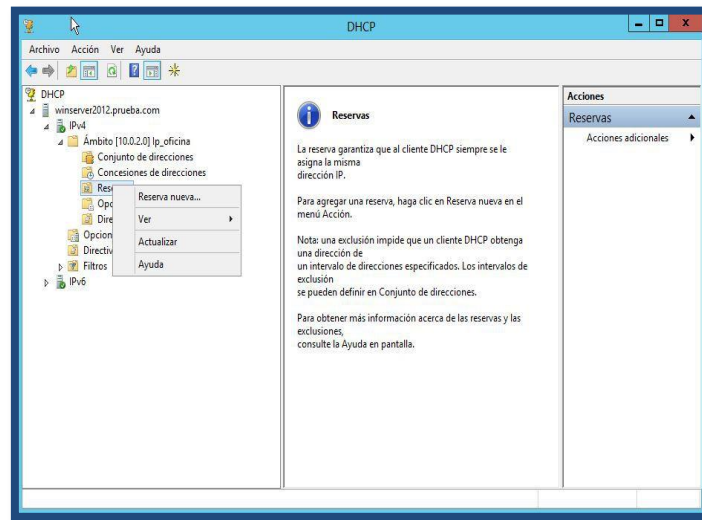 DHCP
Archivo Acción Ver Ayuda
DHCP
winserver2012.prueba.com
IPv4
Ámbito [10.0.2.0] Ip_oficina
Conjunto de direcciones
Concesiones de direcciones
Res
Opc
Dire
Opcion
Directiv
Filtros
IPv6
Reserva nueva...
Ver
Actualizar
Ayuda
Reservas
La reserva garantiza que al cliente DHCP siempre se le
asigna la misma
dirección IP.
Para agregar una reserva, haga clic en Reserva nueva en el
menú Acción.
Nota: una exclusión impide que un cliente DHCP obtenga
una dirección de
un intervalo de direcciones especificados. Los intervalos de
exclusión
se pueden definir en Conjunto de direcciones.
Para obtener más información acerca de las reservas y las
exclusiones,
consulte la Ayuda en pantalla.
Acciones
Reservas
Acciones adicionales